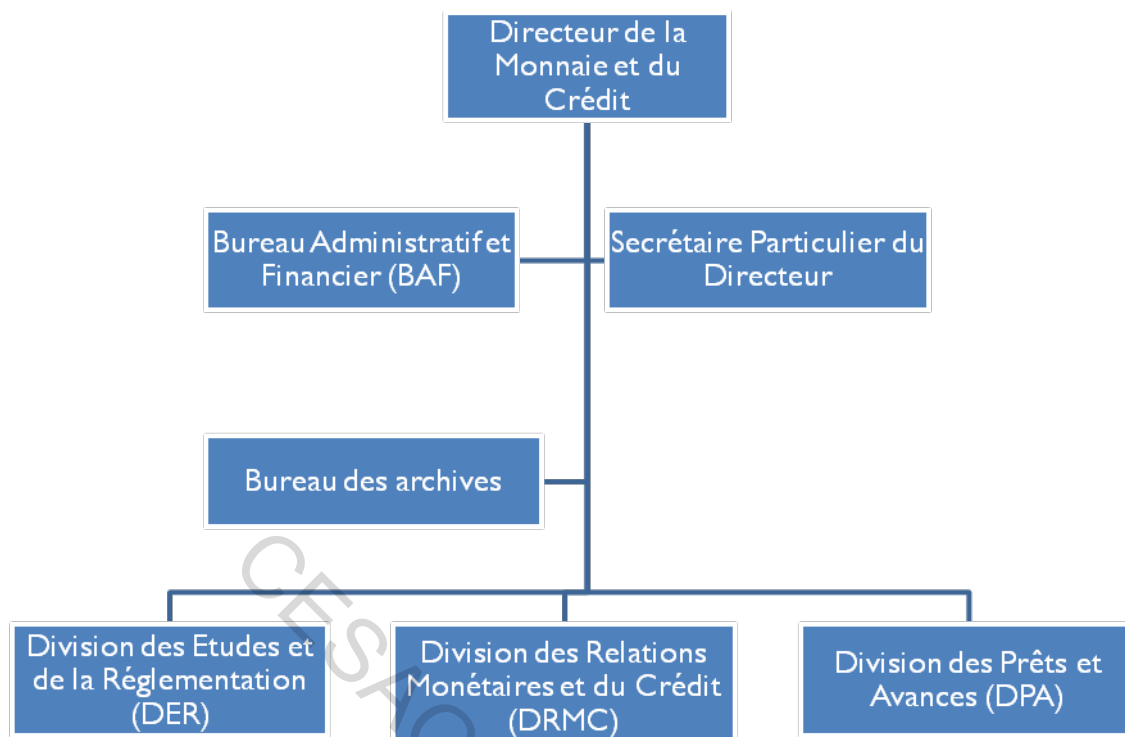 Directeur de la
Monnaie et du
Crédit
Bureau Administratif et
Financier (BAF)
Secrétaire Particulier du
Directeur
Bureau des archives
Division des Etudes et
de la Réglementation
(DER)
Division des Relations
Monétaires et du Crédit
(DRMC)
Division des Prêts et
Avances (DPA)